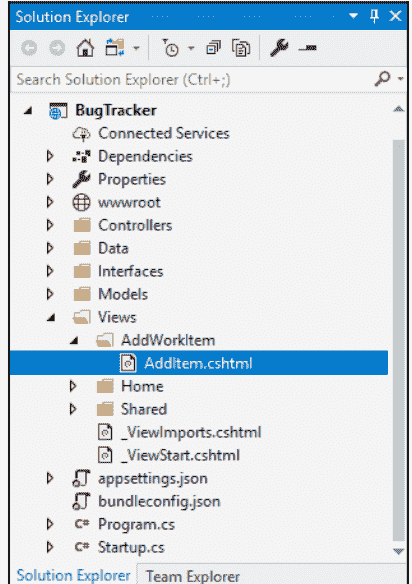 Solution Explorer
Search Solution Explorer (Ctrl+;)
BugTracker
Connected Services
Dependencies
Properties
wwwroot
Controllers
Data
Interfaces
Models
Views
AddWorkItem
AddItem.cshtml
Home
Shared
_ViewImports.cshtml
_ViewStart.cshtml
appsettings.json
bundleconfig.json
C# Program.cs
C# Startup.cs
Solution Explorer Team Explorer